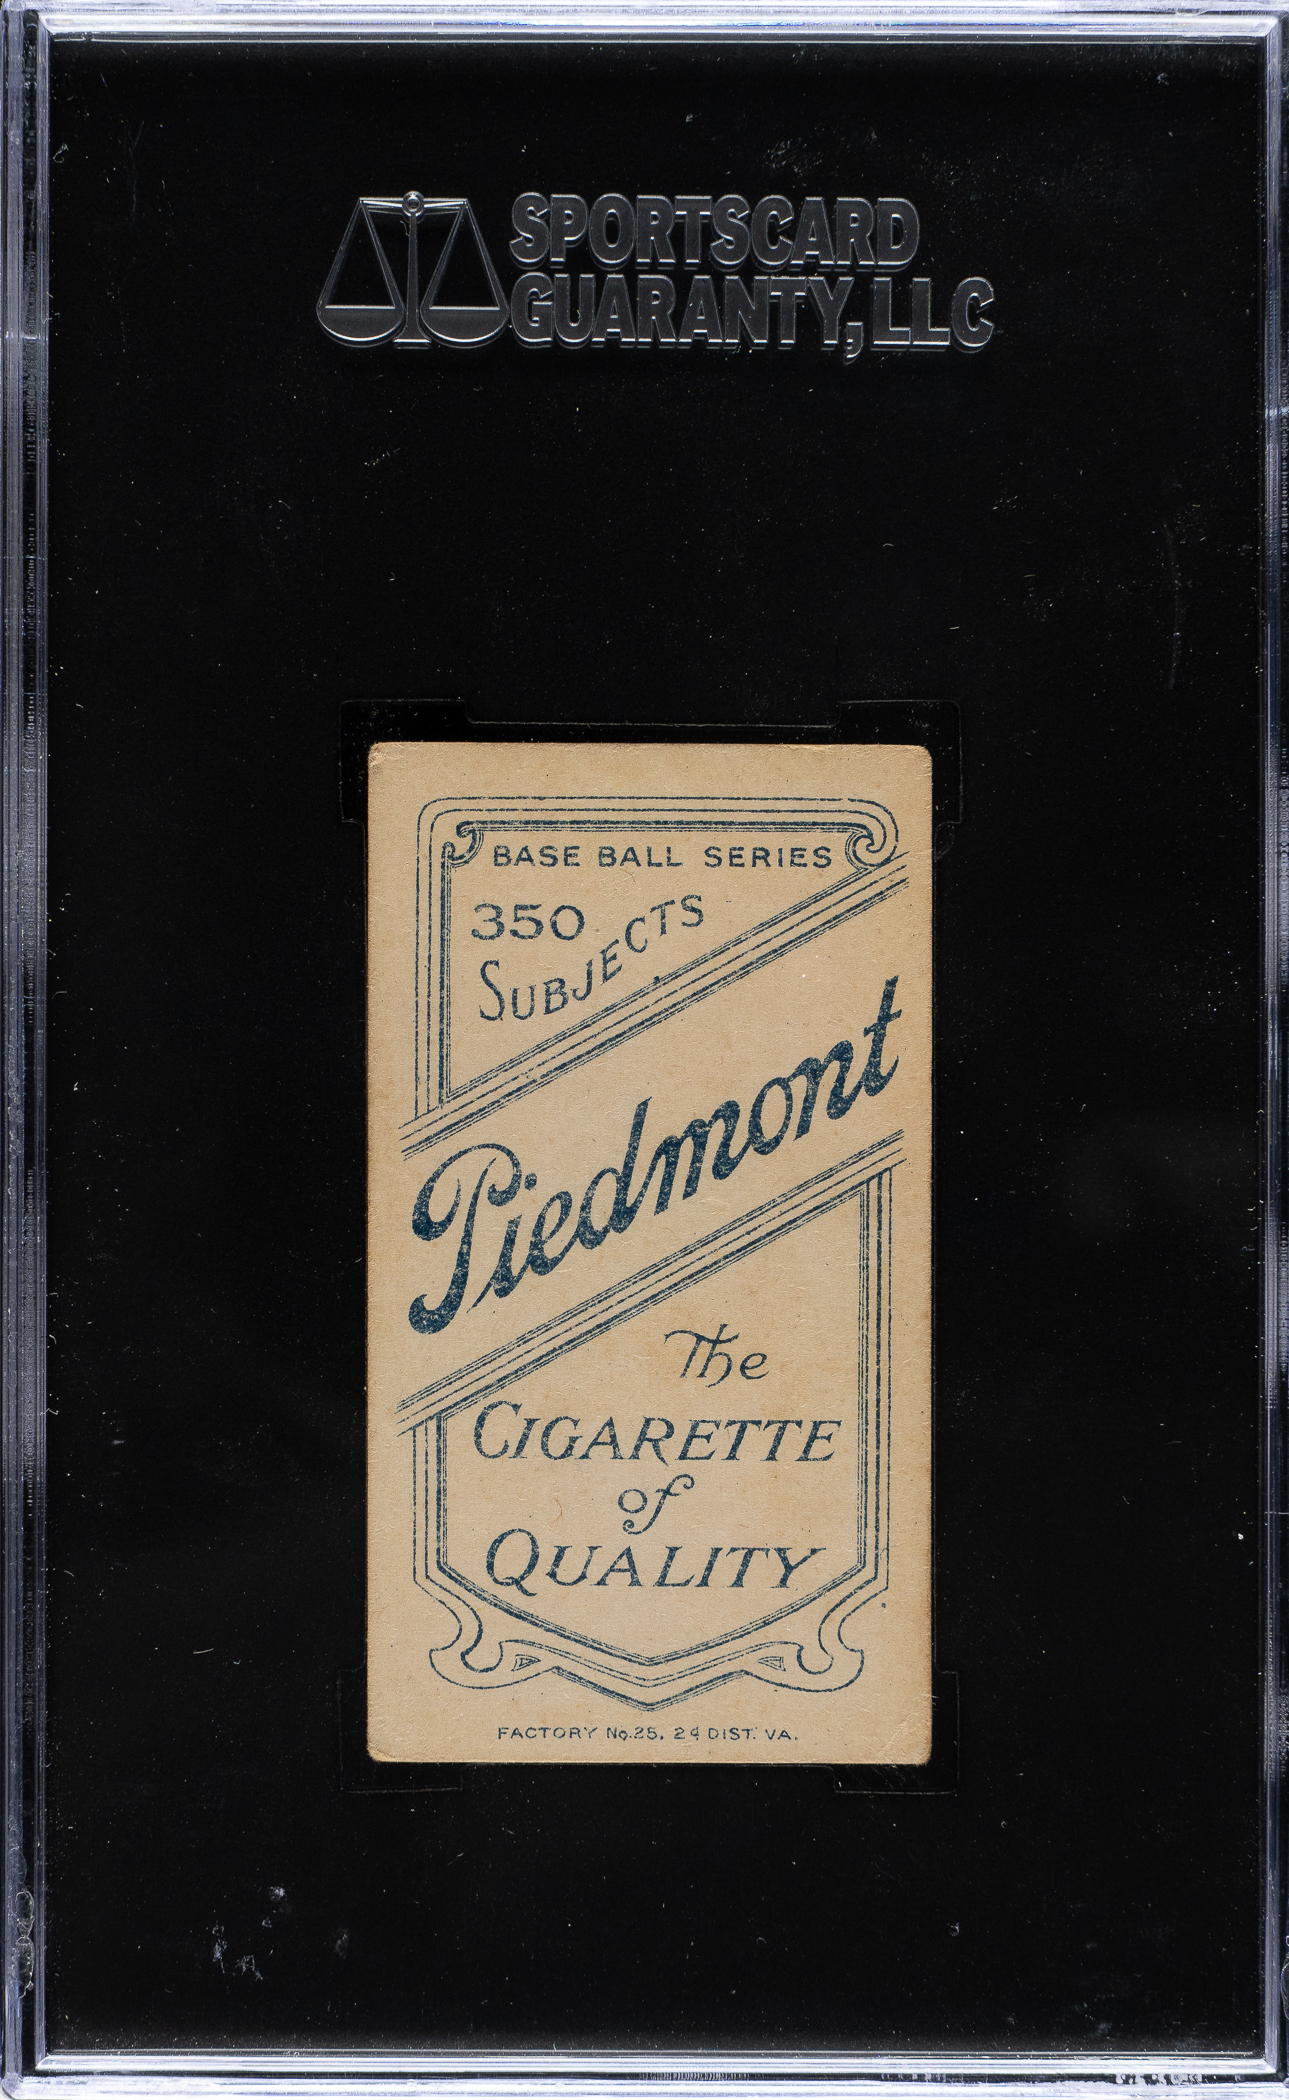 SPORTSCARD
GUARANTY, LLC
BASE BALL SERIES
350
SUBJECTS
Piedmont
The
CIGARETTE
of
QUALITY
FACTORY No.25, 2d DIST. VA.